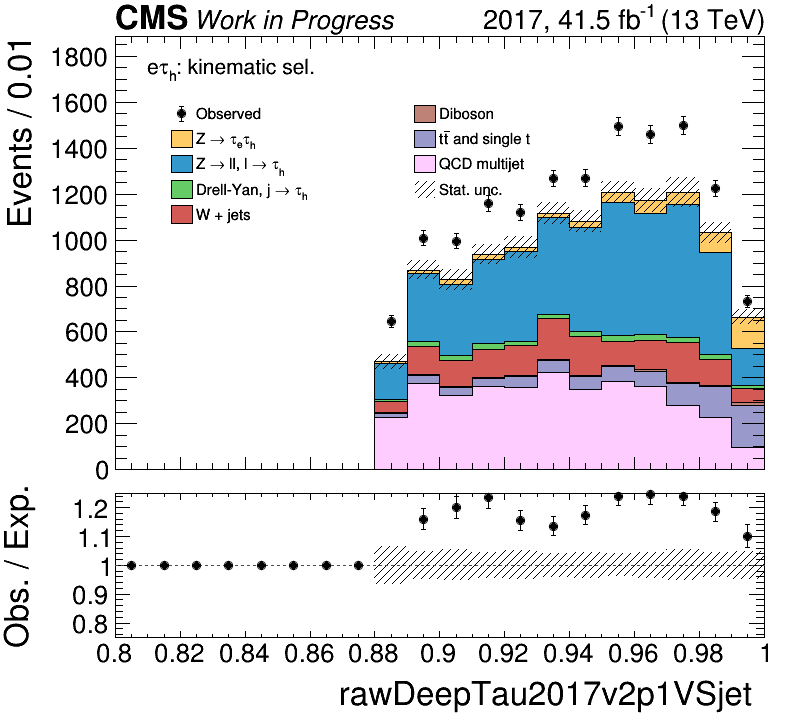 CMS Work in Progress 2017, 41.5 fb⁻¹ (13 TeV)
Events / 0.01
1800
1600
1400
1200
1000
800
600
400
200
0
eτₕ: kinematic sel.
Observed
Z → τₑτₕ
Z → ll, l → τₕ
Drell-Yan, j → τₕ
W + jets
Diboson
tt̄ and single t
QCD multijet
Stat. unc.
Obs. / Exp.
1.2
1.1
1
0.9
0.8
0.8 0.82 0.84 0.86 0.88 0.9 0.92 0.94 0.96 0.98 1
rawDeepTau2017v2p1VSjet